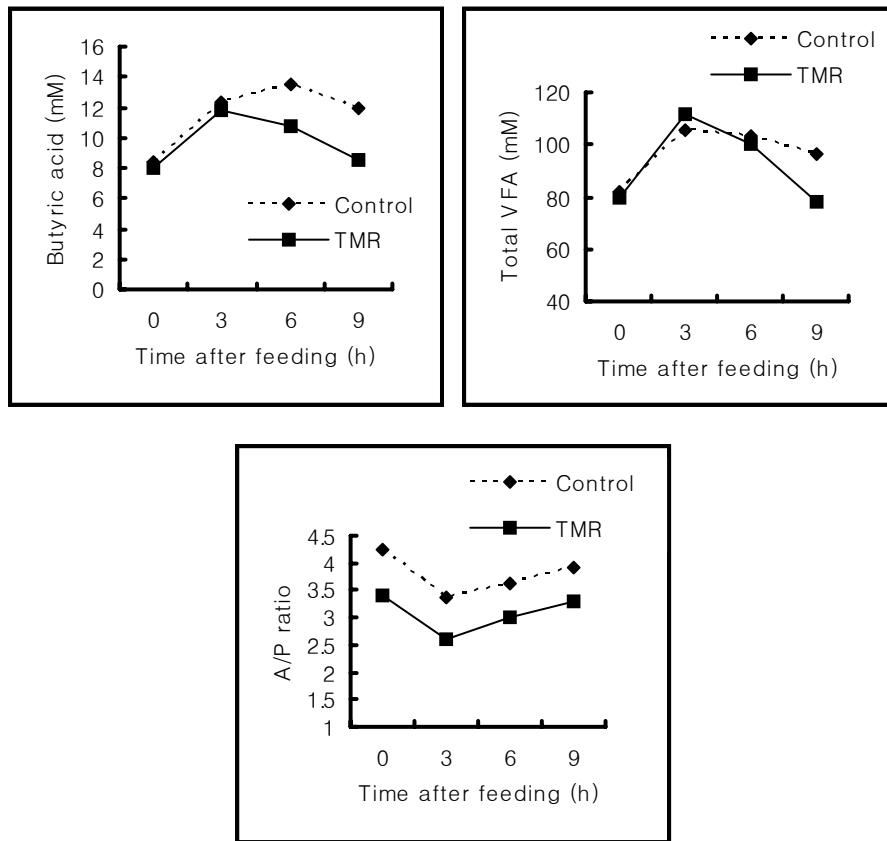 16
14
12
10
8
6
4
2
0
Butyric acid (mM)
Control
TMR
0 3 6 9
Time after feeding (h)
Control
TMR
120
100
80
60
40
Total VFA (mM)
0 3 6 9
Time after feeding (h)
Control
TMR
4.5
4
3.5
3
2.5
2
1.5
1
A/P ratio
0 3 6 9
Time after feeding (h)